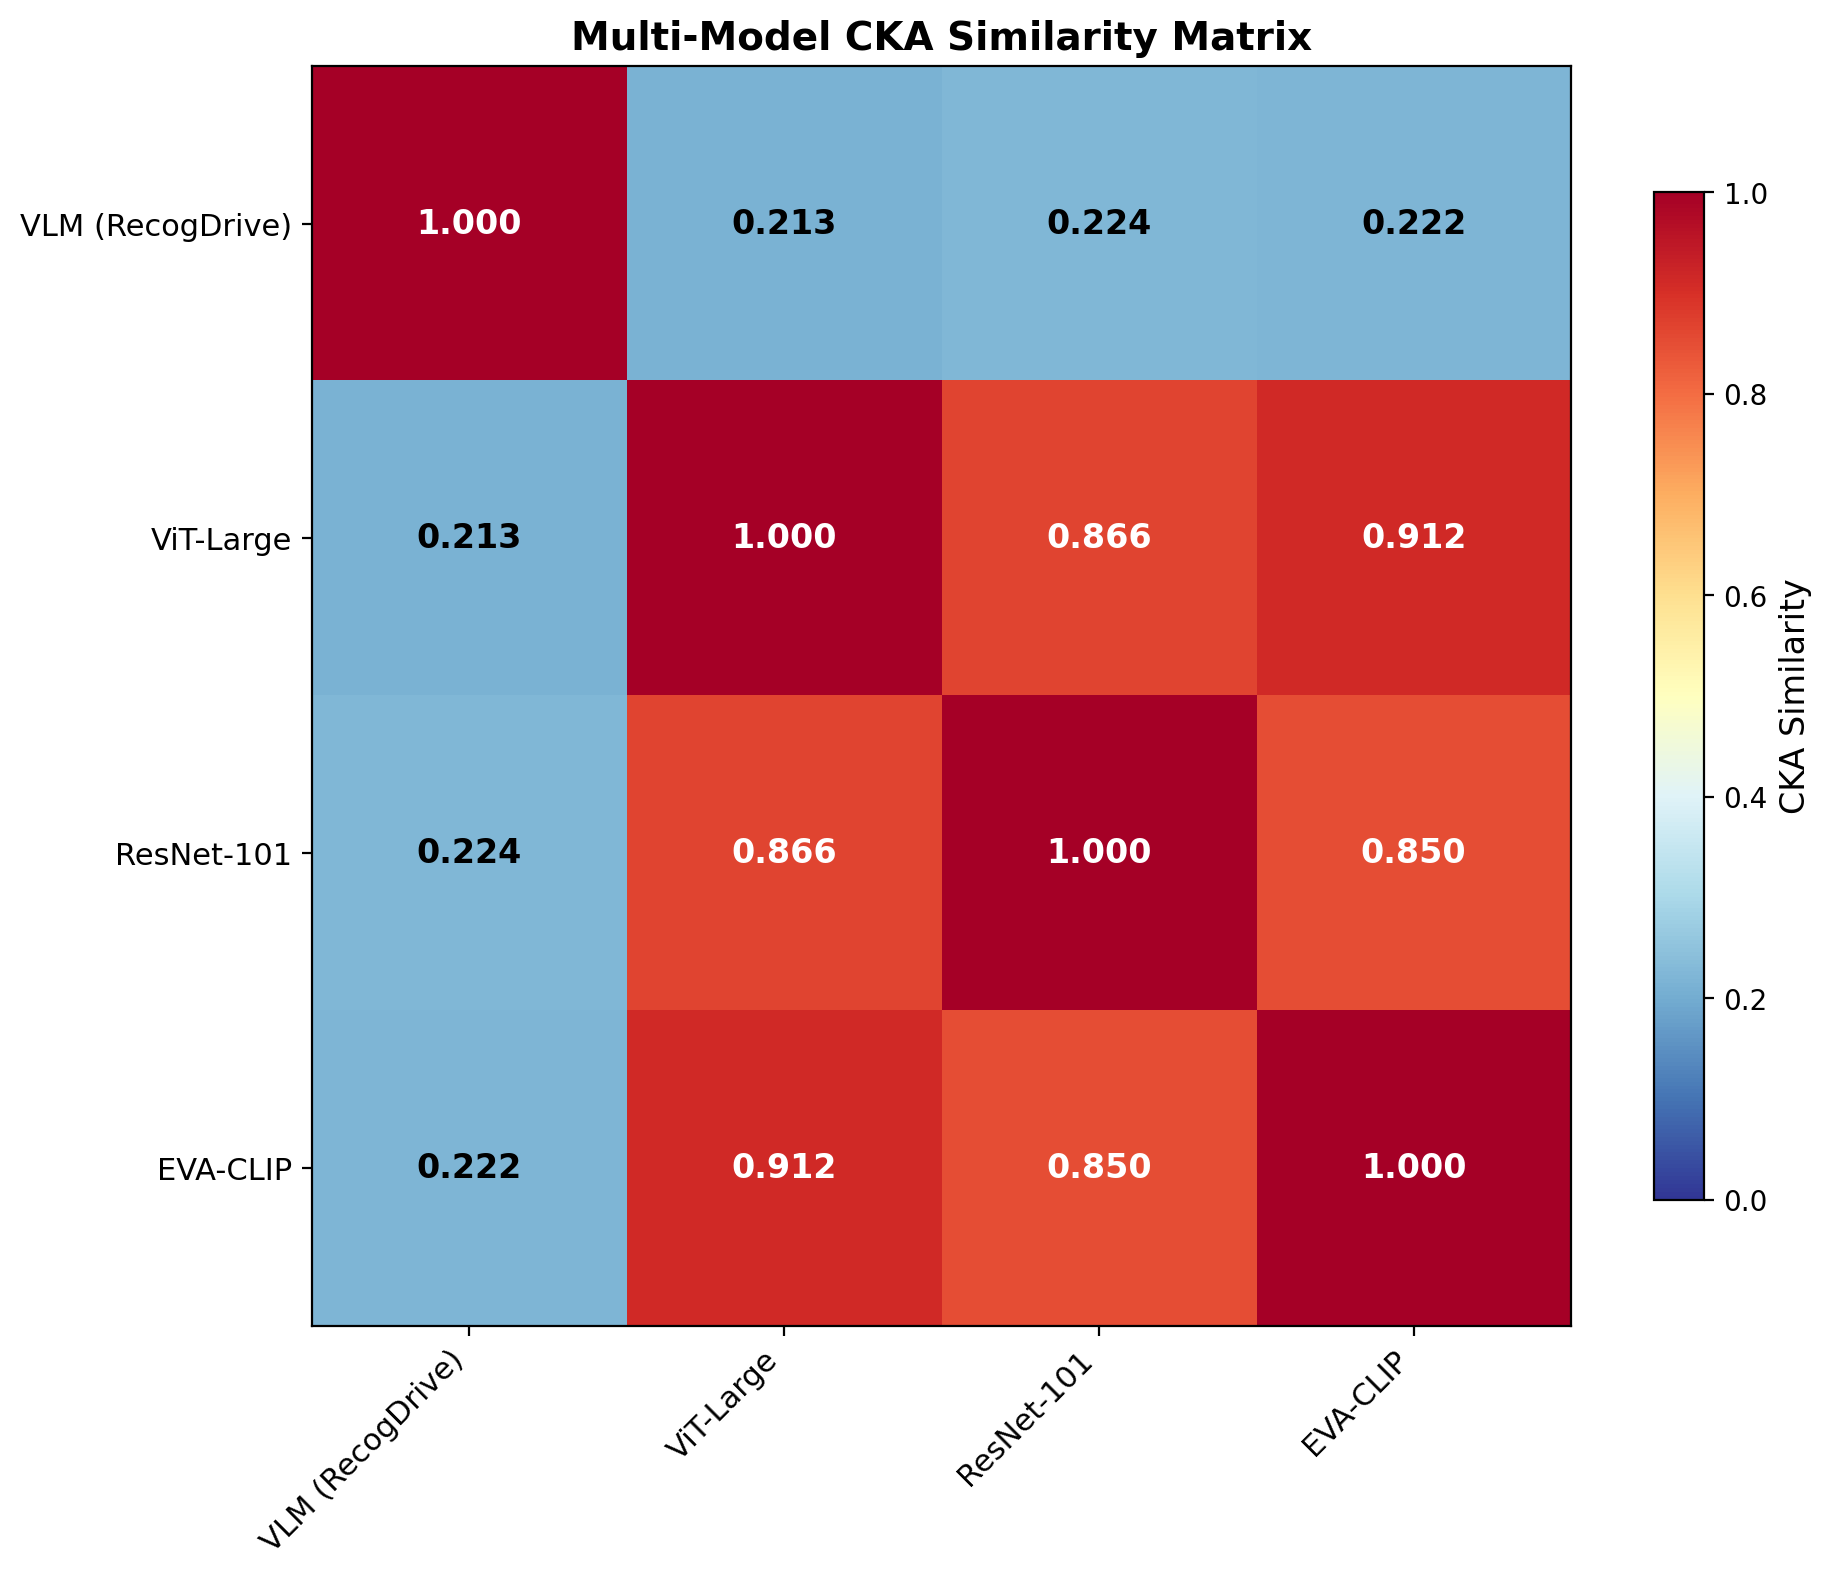 Multi-Model CKA Similarity Matrix
VLM (RecogDrive) 1.000 0.213 0.224 0.222
ViT-Large 0.213 1.000 0.866 0.912
ResNet-101 0.224 0.866 1.000 0.850
EVA-CLIP 0.222 0.912 0.850 1.000
VLM (RecogDrive)
ViT-Large
ResNet-101
EVA-CLIP
1.0
0.8
0.6
0.4
0.2
0.0
CKA Similarity